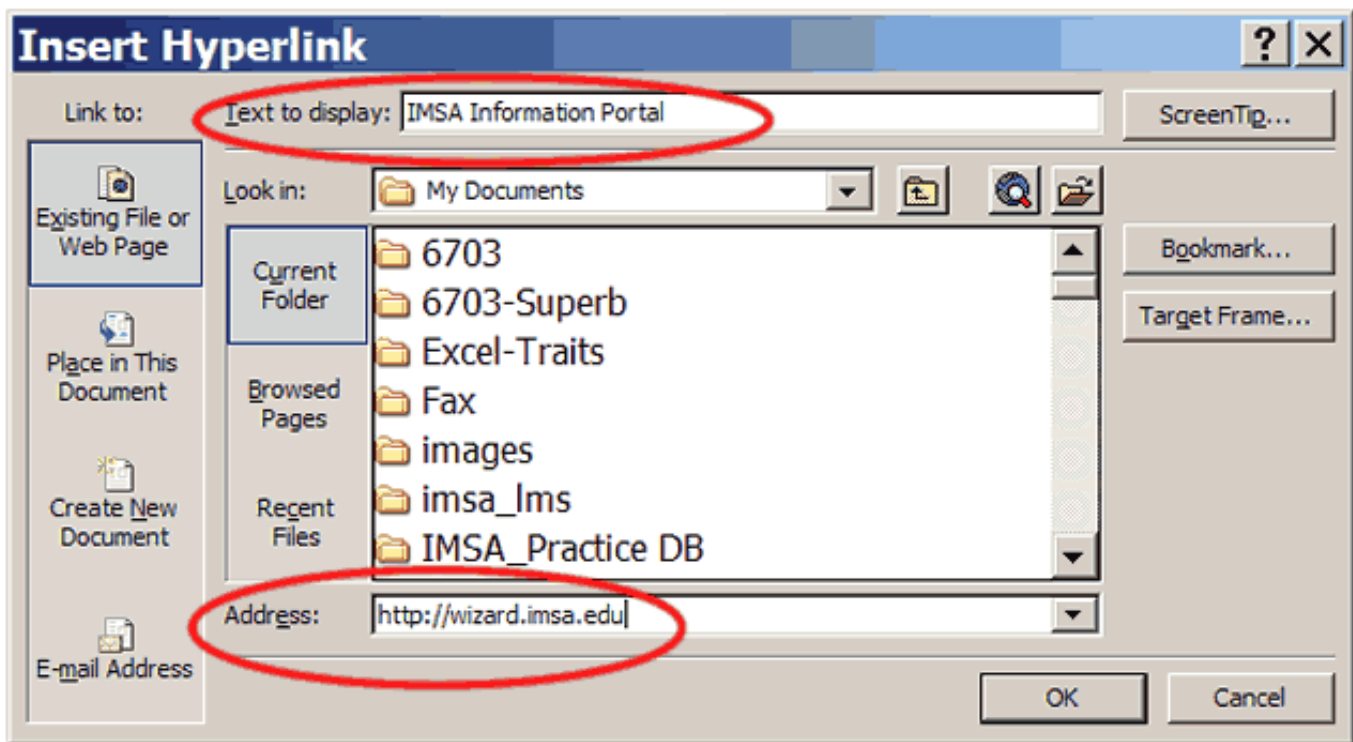 Insert Hyperlink
Link to:
Text to display: IMSA Information Portal
ScreenTip...
Existing File or
Web Page
Place in This
Document
Create New
Document
E-mail Address
Look in: My Documents
Current
Folder
Browsed
Pages
Recent
Files
6703
6703-Superb
Excel-Traits
Fax
images
imsa_lms
IMSA_Practice DB
Bookmark...
Target Frame...
Address: http://wizard.imsa.edu
OK
Cancel